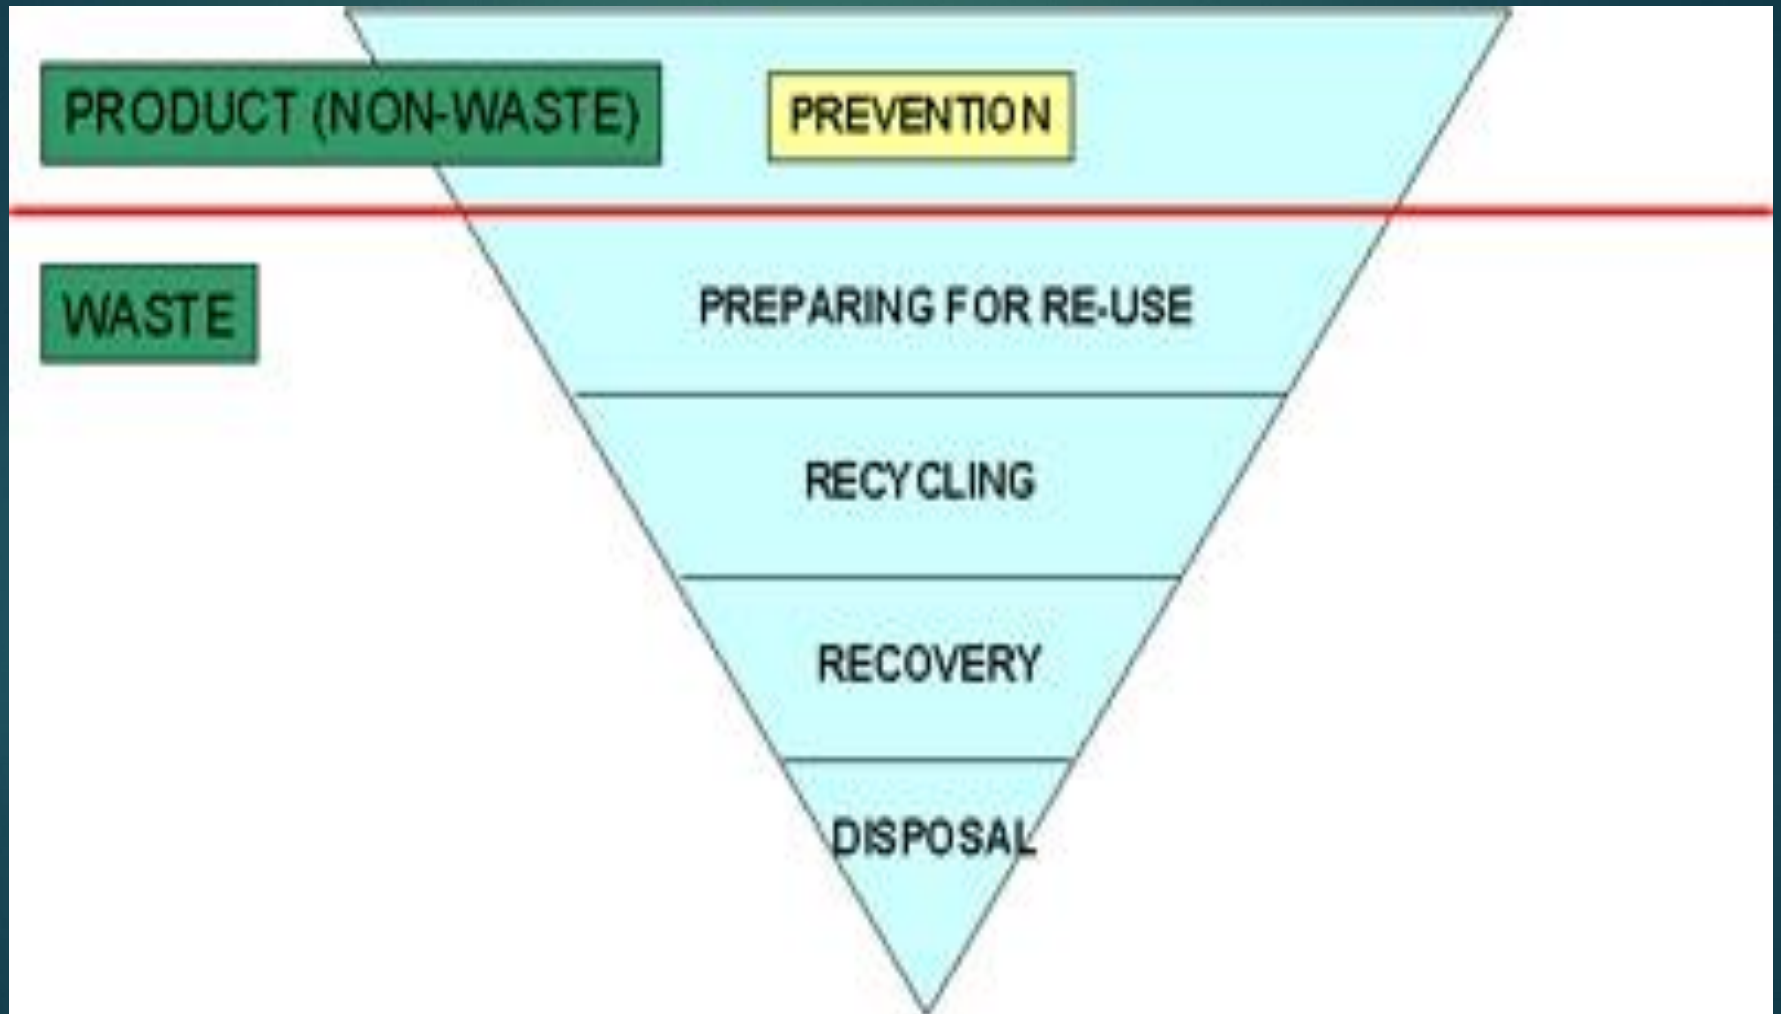 PRODUCT (NON-WASTE)
PREVENTION
WASTE
PREPARING FOR RE-USE
RECYCLING
RECOVERY
DISPOSAL